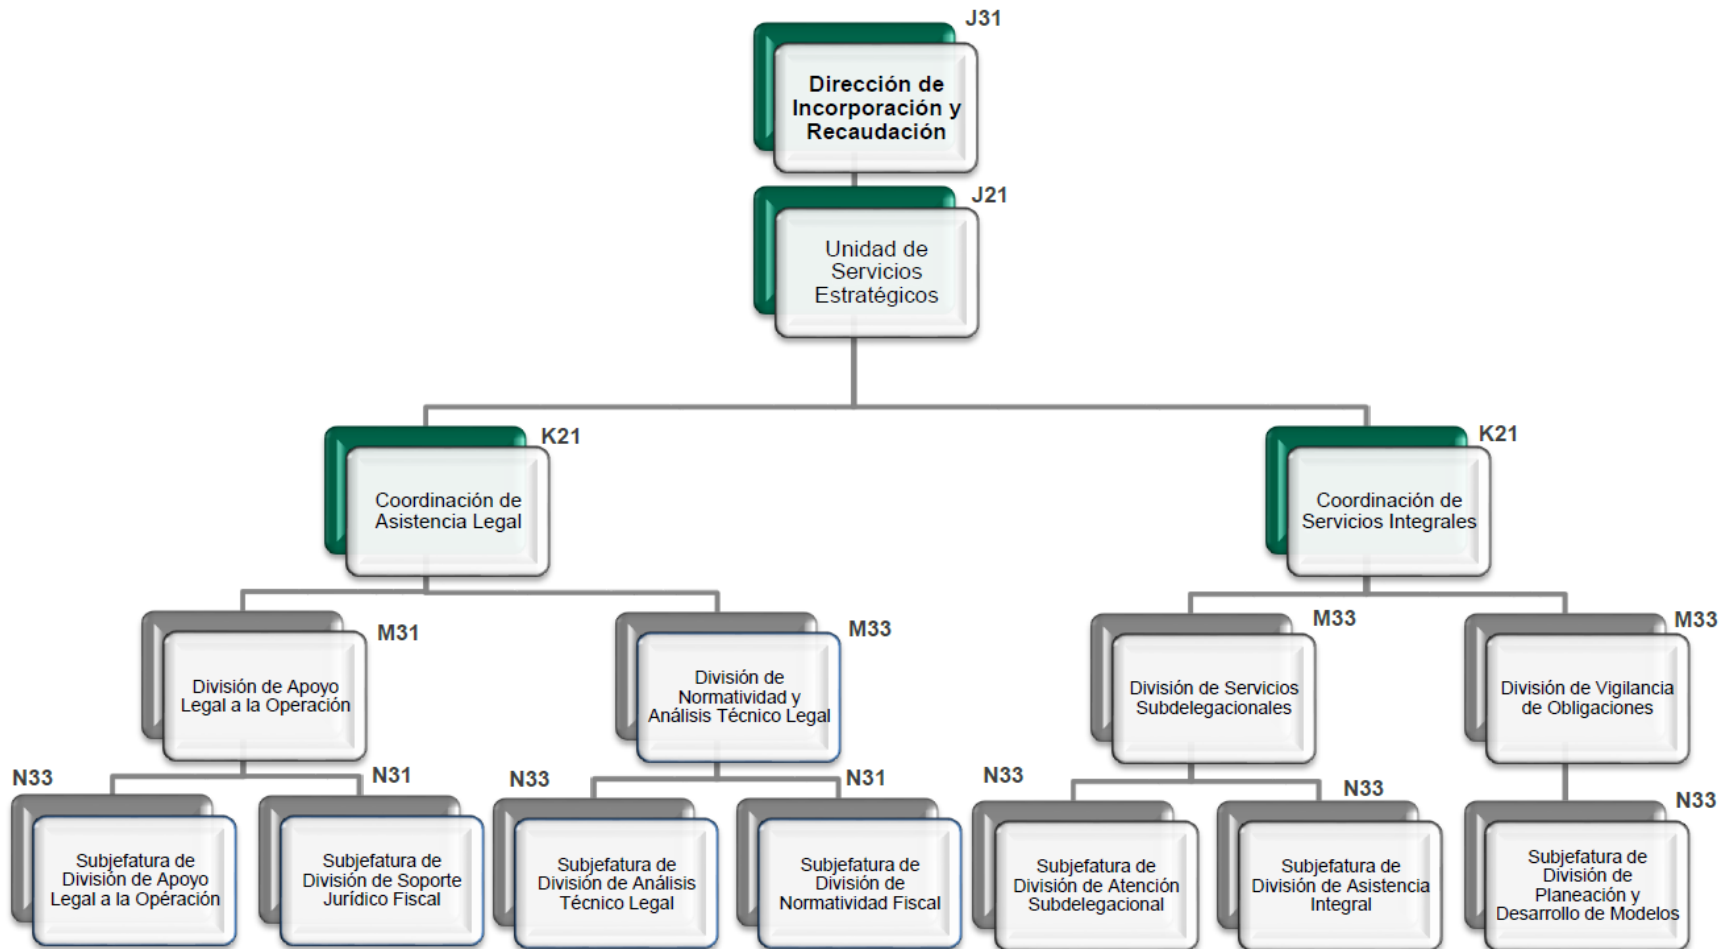 J31
Dirección de
Incorporación y
Recaudación
J21
Unidad de
Servicios
Estratégicos
K21
Coordinación de
Asistencia Legal
K21
Coordinación de
Servicios Integrales
M31
División de Apoyo
Legal a la Operación
M33
División de
Normatividad y
Análisis Técnico Legal
M33
División de Servicios
Subdelegacionales
M33
División de Vigilancia
de Obligaciones
N33
Subjefatura de
División de Apoyo
Legal a la Opéración
N31
Subjefatura de
División de Soporte
Jurídico Fiscal
N33
Subjefatura de
División de Análisis
Técnico Legal
N31
Subjefatura de
División de
Normatividad Fiscal
N33
Subjefatura de
División de Atención
Subdelegacional
N33
Subjefatura de
División de Asistencia
Integral
N33
Subjefatura de
División de
Planeación y
Desarrollo de Modelos